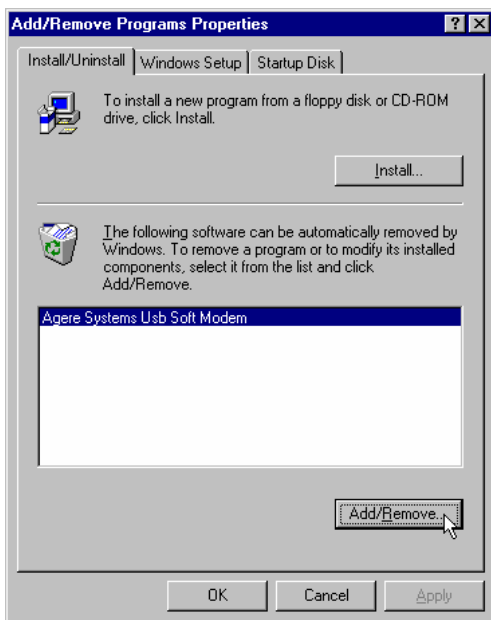 Add/Remove Programs Properties
Install/Uninstall
Windows Setup
Startup Disk
To install a new program from a floppy disk or CD-ROM
drive, click Install.
Install...
The following software can be automatically removed by
Windows. To remove a program or to modify its installed
components, select it from the list and click
Add/Remove.
Agere Systems Usb Soft Modem
Add/Remove...
OK
Cancel
Apply